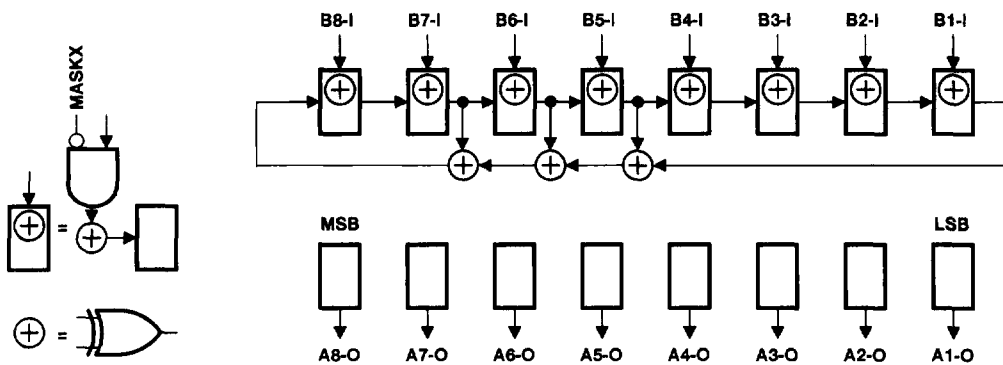 B8-I B7-I B6-I B5-I B4-I B3-I B2-I B1-I
MASKX
MSB LSB
=
=
A8-O A7-O A6-O A5-O A4-O A3-O A2-O A1-O